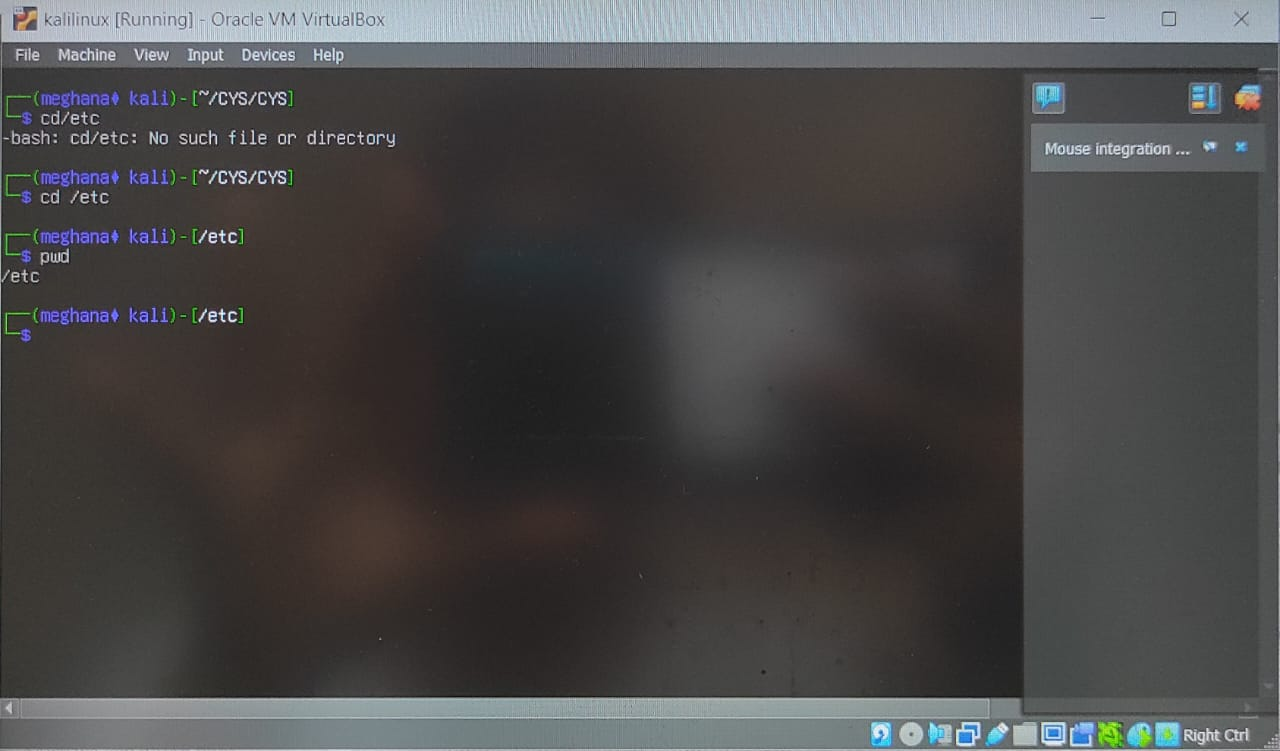 kalilinux [Running] - Oracle VM VirtualBox
File Machine View Input Devices Help
(meghana♦ kali)-[~/CYS/CYS]
$ cd/etc
-bash: cd/etc: No such file or directory
(meghana♦ kali)-[~/CYS/CYS]
$ cd /etc
(meghana♦ kali)-[/etc]
$ pwd
/etc
(meghana♦ kali)-[/etc]
$
Mouse integration ...
Right Ctrl